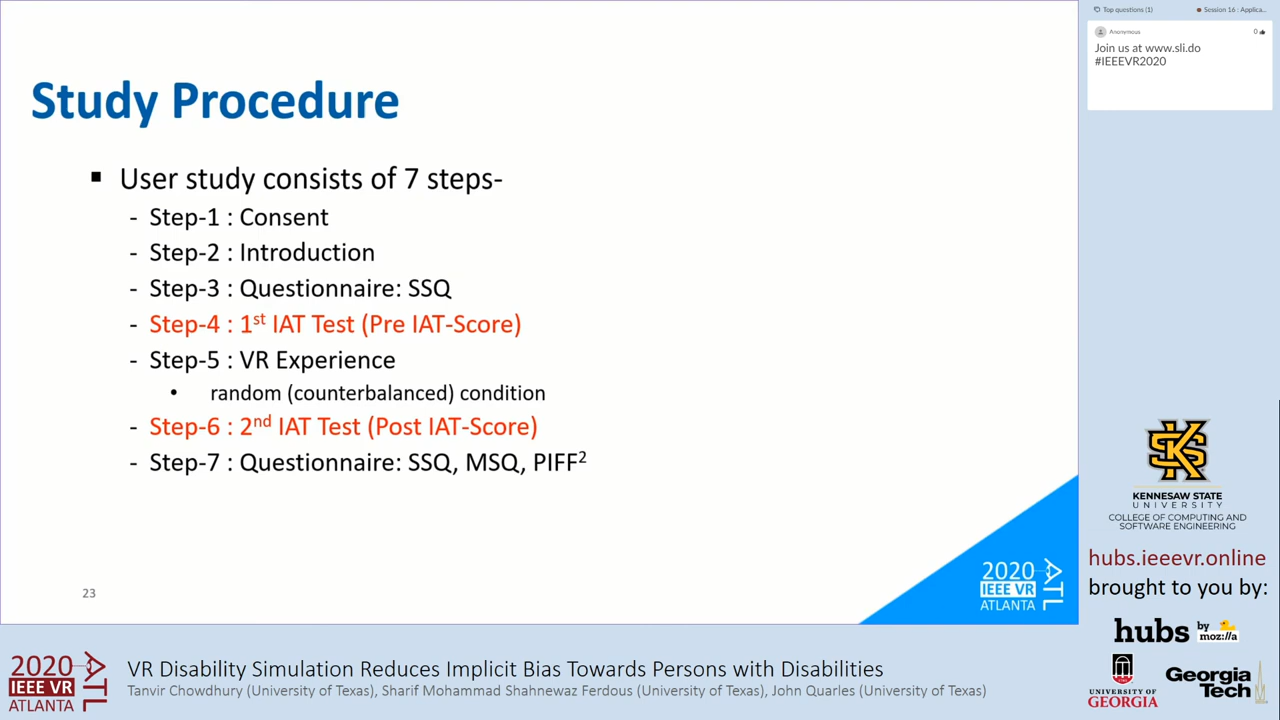 Study Procedure
▪ User study consists of 7 steps-
- Step-1 : Consent
- Step-2 : Introduction
- Step-3 : Questionnaire: SSQ
- Step-4 : 1st IAT Test (Pre IAT-Score)
- Step-5 : VR Experience
• random (counterbalanced) condition
- Step-6 : 2nd IAT Test (Post IAT-Score)
- Step-7 : Questionnaire: SSQ, MSQ, PIFF²
23
2020
IEEE VR
ATLANTA
ATL
Top questions (1)
Session 16 : Applica...
Anonymous
0
Join us at www.sli.do
#IEEEVR2020
KS
KENNESAW STATE
UNIVERSITY
COLLEGE OF COMPUTING AND
SOFTWARE ENGINEERING
hubs.ieeevr.online
brought to you by:
hubs by
moz://a
UNIVERSITY OF
GEORGIA
Georgia
Tech
2020
IEEE VR
ATLANTA
ATL
VR Disability Simulation Reduces Implicit Bias Towards Persons with Disabilities
Tanvir Chowdhury (University of Texas), Sharif Mohammad Shahnewaz Ferdous (University of Texas), John Quarles (University of Texas)